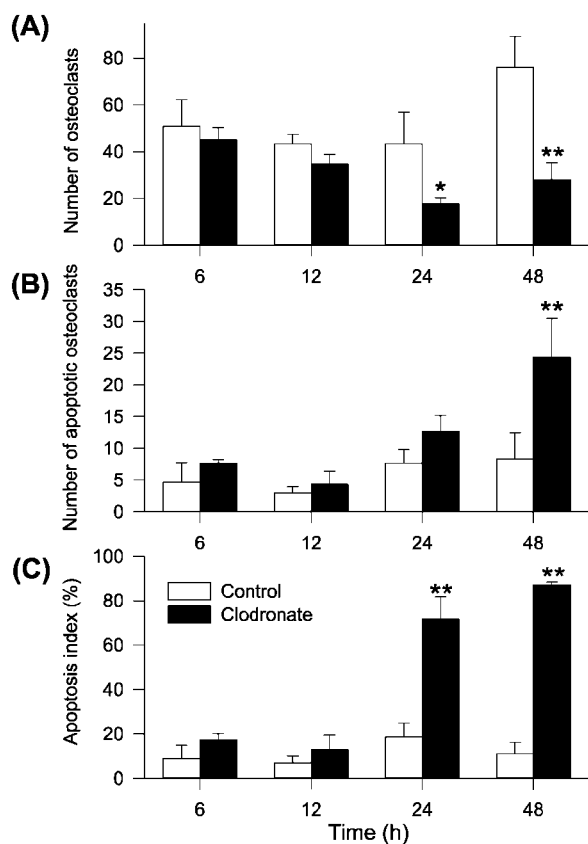 (A)
Number of osteoclasts
80
60
40
20
0
*
**
6 12 24 48
(B)
Number of apoptotic osteoclasts
35
30
25
20
15
10
5
0
**
6 12 24 48
(C)
Apoptosis index (%)
100
80
60
40
20
0
Control
Clodronate
**
**
6 12 24 48
Time (h)